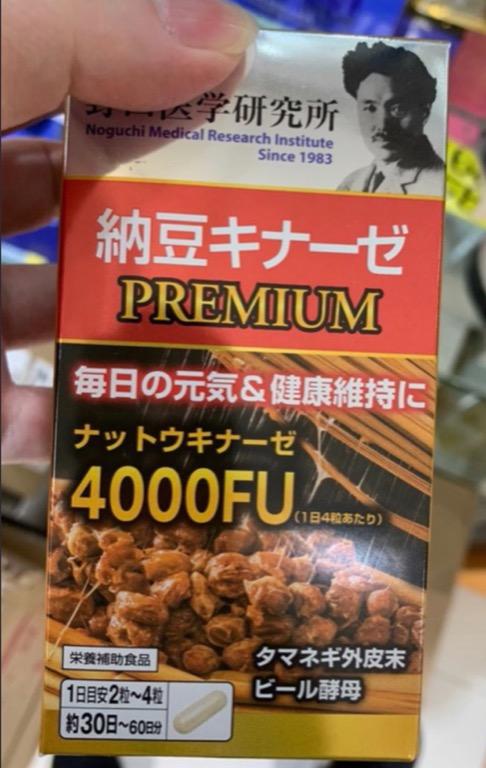 医学研究所
Noguchi Medical Research Institute
Since 1983
納豆キナーゼ
PREMIUM
毎日の元気＆健康維持に
ナットウキナーゼ
4000FU
（1日4粒あたり）
タマネギ外皮末
ビール酵母
栄養補助食品
1日目安2粒～4粒
約30日～60日分